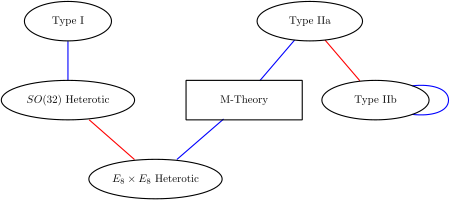 Type I
Type IIa
SO(32) Heterotic
M-Theory
Type IIb
E₈ × E₈ Heterotic